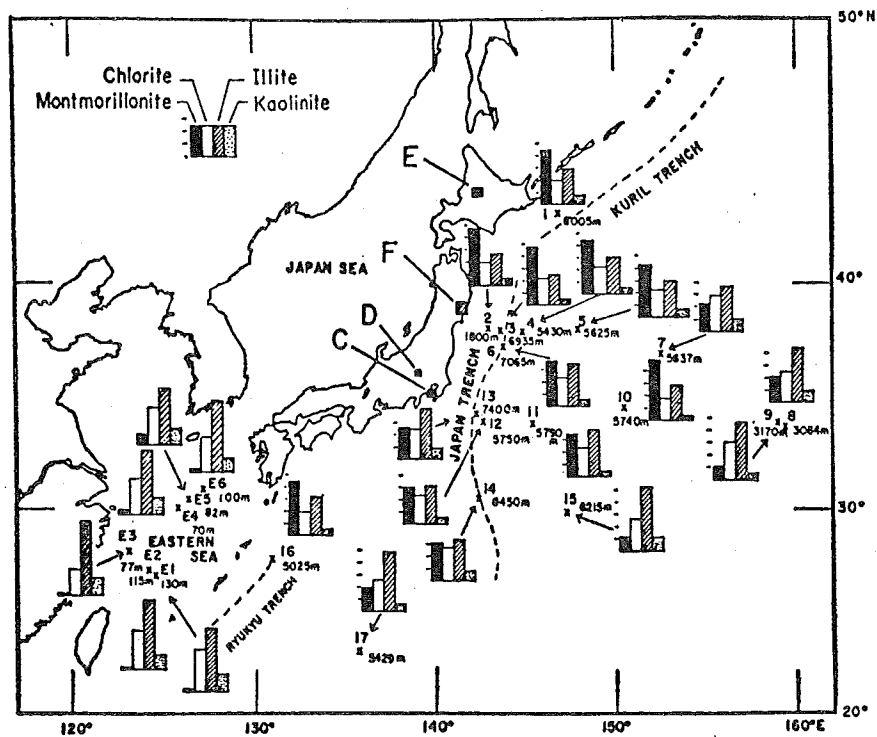 50°N
Chlorite
Illite
Montmorillonite
Kaolinite
E
KURIL TRENCH
1 6005m
F
JAPAN SEA
40°
2
1800m
3
6935m
4
5430m
5
5625m
D
6
7065m
7
5637m
C
JAPAN TRENCH
13
7400m
12
5750m
11
5790
m
10
5740m
9
3170m
8
3064m
E6
100m
E5
82m
E4
70m
14
6450m
15
6215m
30°
E3
77m
EASTERN
SEA
E2
115m
E1
130m
16
5025m
RYUKYU TRENCH
17
5429m
120°
130°
140°
150°
160°E
20°